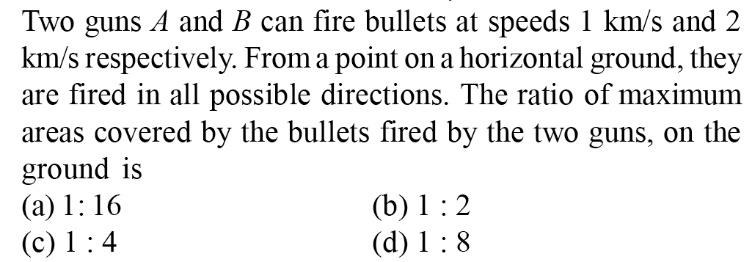 Two guns A and B can fire bullets at speeds 1 km/s and 2
km/s respectively. From a point on a horizontal ground, they
are fired in all possible directions. The ratio of maximum
areas covered by the bullets fired by the two guns, on the
ground is
(a) 1: 16 (b) 1 : 2
(c) 1 : 4 (d) 1 : 8